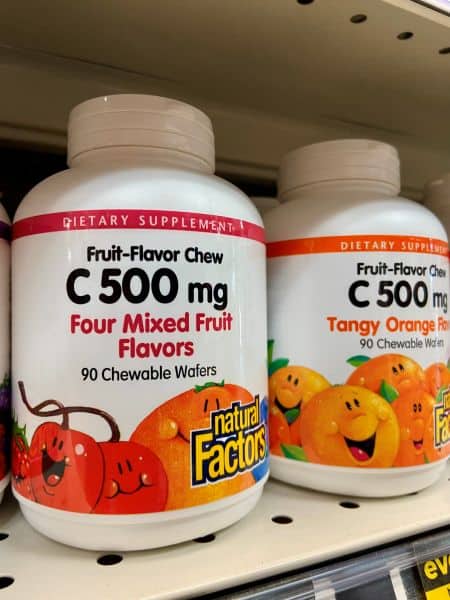 DIETARY SUPPLEMENT
Fruit-Flavor Chew
C 500 mg
Four Mixed Fruit
Flavors
90 Chewable Wafers
natural
Factors
DIETARY SUPPLEMENT
Fruit-Flavor Chew
C 500 mg
Tangy Orange
90 Chewable Wafers